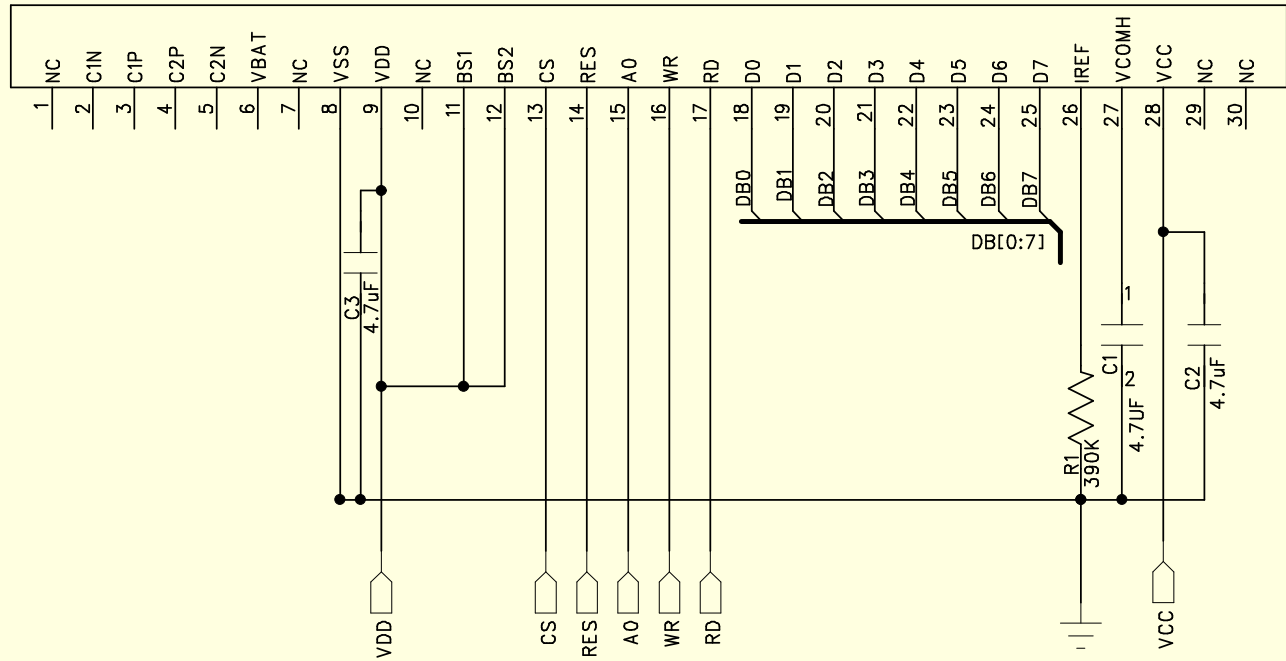 NC
C1N
C1P
C2P
C2N
VBAT
NC
VSS
VDD
NC
BS1
BS2
CS
RES
A0
WR
RD
D0
D1
D2
D3
D4
D5
D6
D7
IREF
VCOMH
VCC
NC
NC
1
2
3
4
5
6
7
8
9
10
11
12
13
14
15
16
17
18
19
20
21
22
23
24
25
26
27
28
29
30
DB0
DB1
DB2
DB3
DB4
DB5
DB6
DB7
DB[0:7]
C3
4.7uF
1
C1
2
4.7UF
C2
4.7uF
R1
390K
VDD
CS
RES
A0
WR
RD
VCC